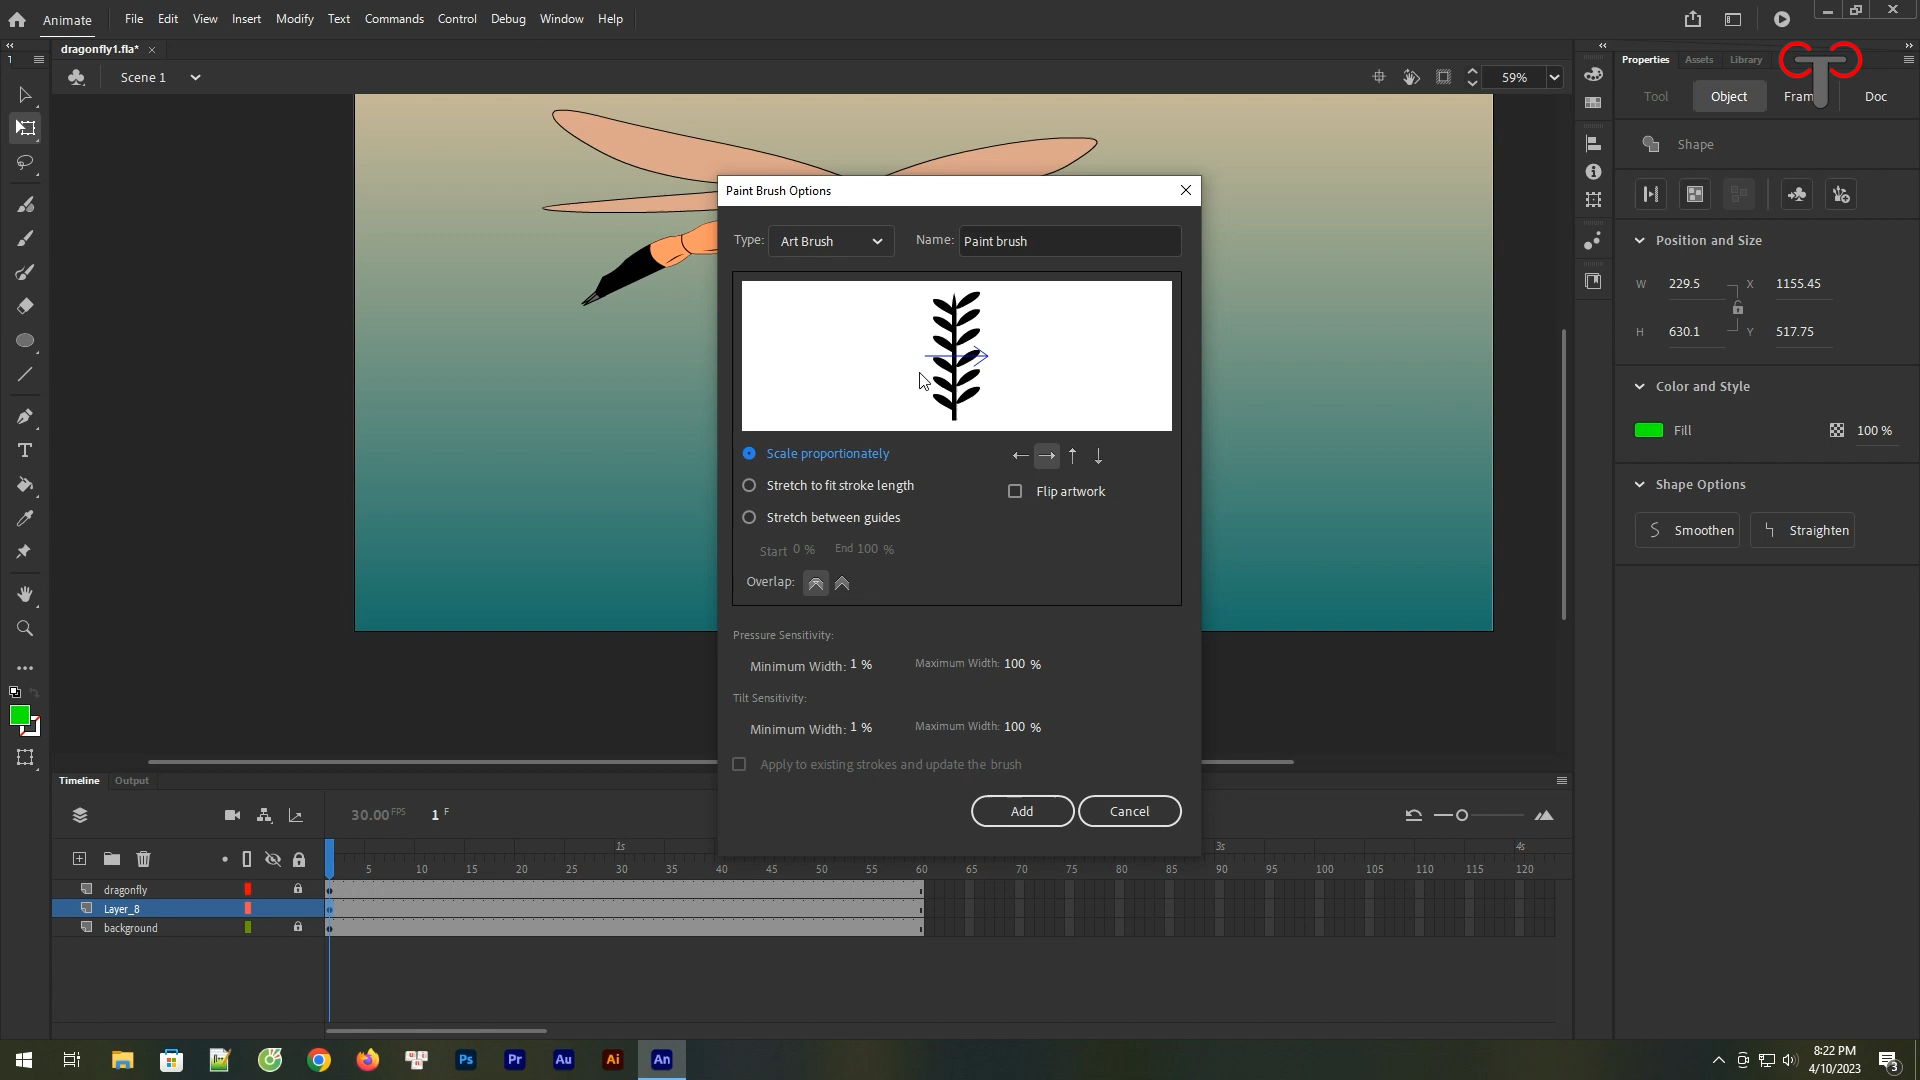 Animate File Edit View Insert Modify Text Commands Control Debug Window Help
dragonfly1.fla*
Scene 1
59%
Properties Assets Library
Tool Object Fram Doc
Shape
Position and Size
W 229.5 X 1155.45
H 630.1 Y 517.75
Color and Style
Fill 100 %
Shape Options
Smoothen Straighten
Paint Brush Options
Type: Art Brush Name: Paint brush
Scale proportionately
Stretch to fit stroke length
Flip artwork
Stretch between guides
Start 0 % End 100 %
Overlap:
Pressure Sensitivity:
Minimum Width: 1 % Maximum Width: 100 %
Tilt Sensitivity:
Minimum Width: 1 % Maximum Width: 100 %
Apply to existing strokes and update the brush
Add Cancel
Timeline Output
30.00 FPS 1 F
1s 3s 4s
5 10 15 20 25 30 35 40 45 50 55 60 65 70 75 80 85 90 95 100 105 110 115 120
dragonfly
Layer_8
background
Ps Pr Au Ai An
8:22 PM
4/10/2023
3